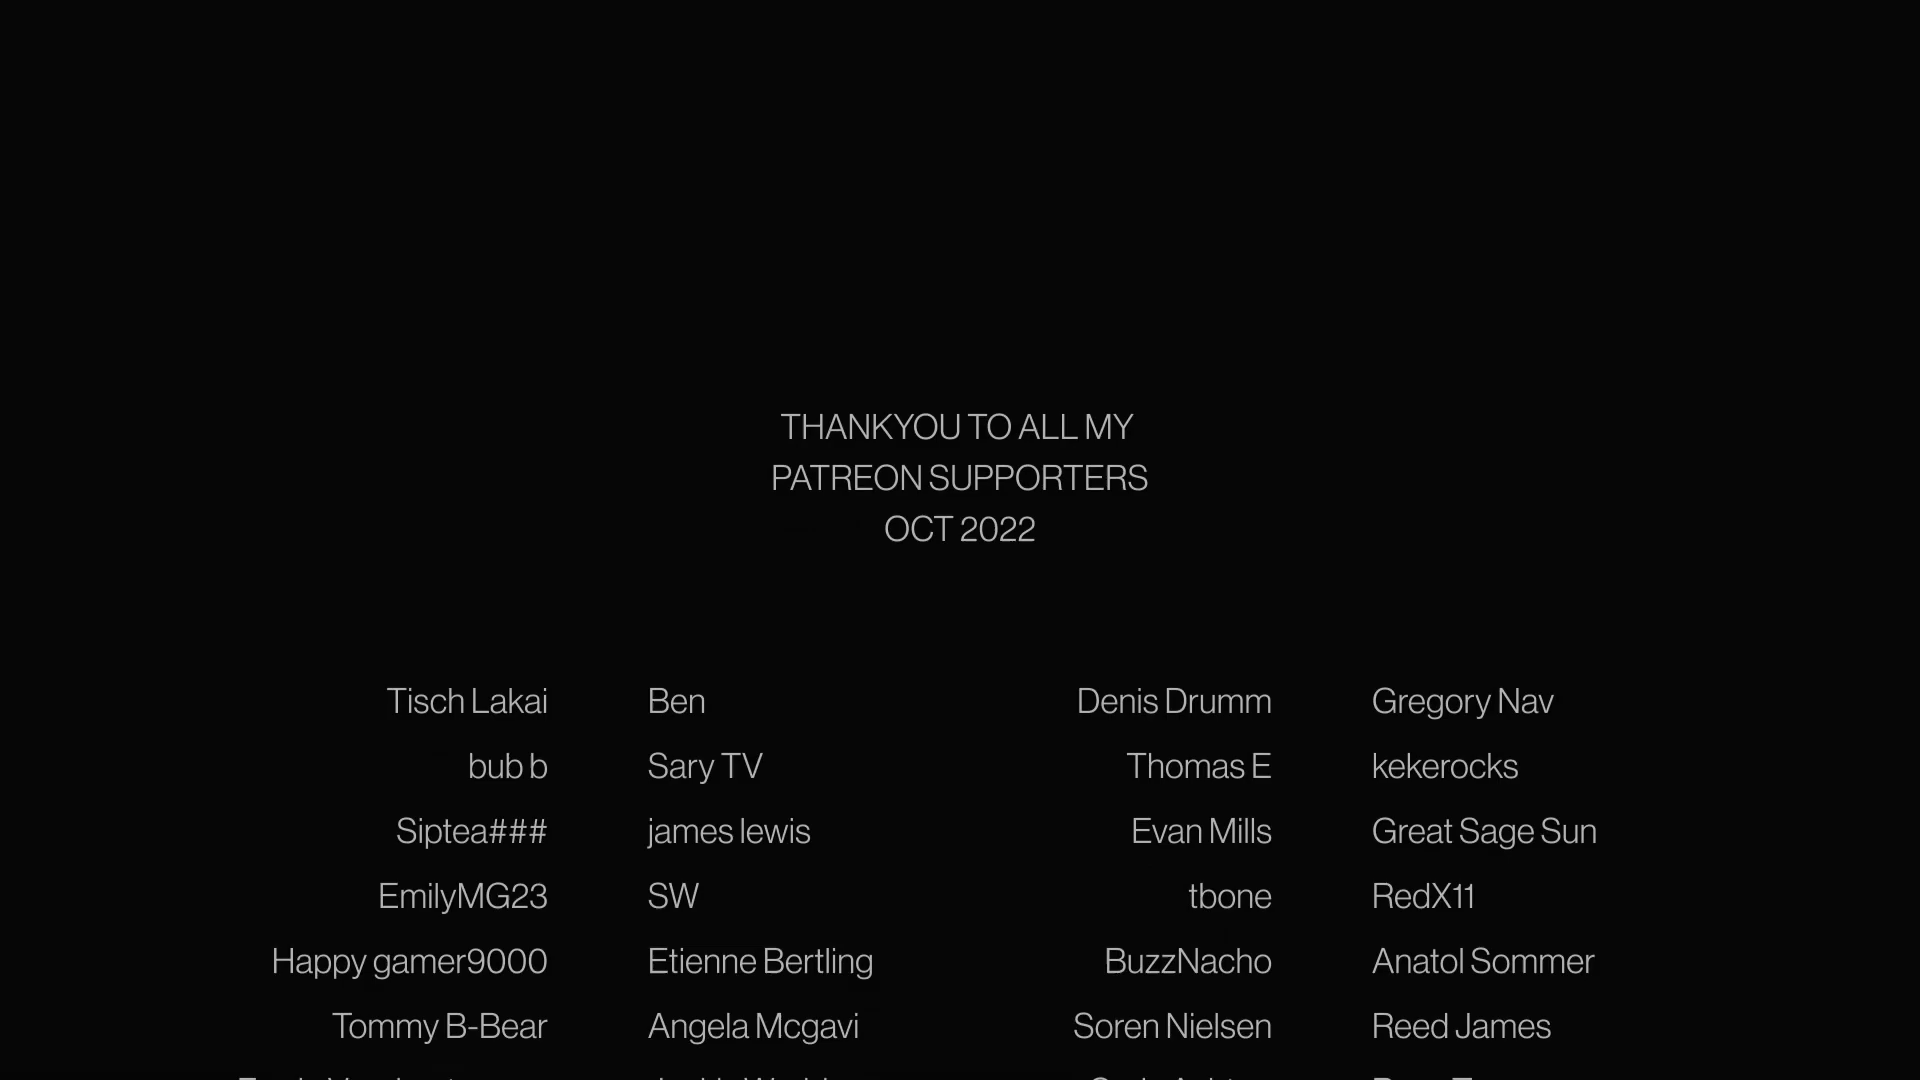 THANKYOU TO ALL MY
PATREON SUPPORTERS
OCT 2022
Tisch Lakai Ben Denis Drumm Gregory Nav
bub b Sary TV Thomas E kekerocks
Siptea### james lewis Evan Mills Great Sage Sun
EmilyMG23 SW tbone RedX11
Happy gamer9000 Etienne Bertling BuzzNacho Anatol Sommer
Tommy B-Bear Angela Mcgavi Soren Nielsen Reed James